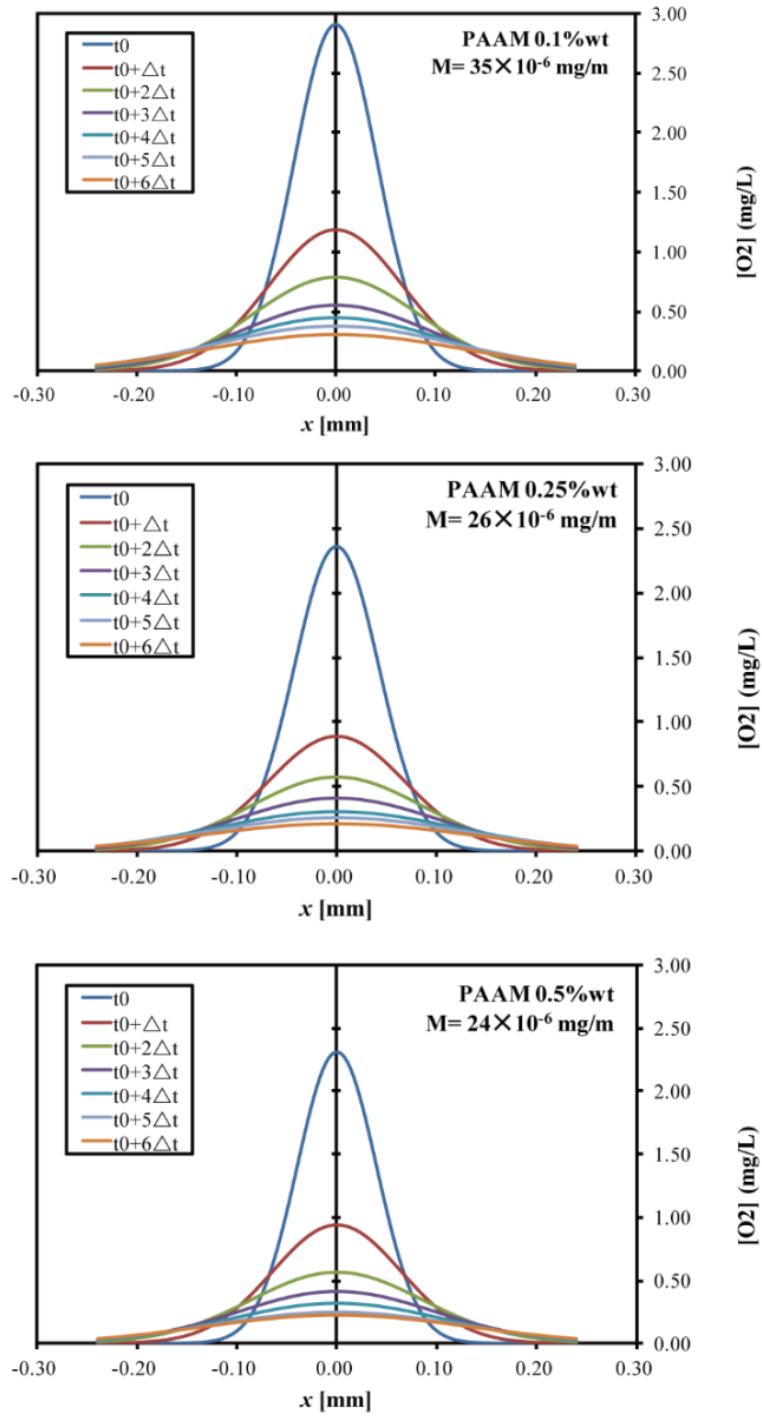 t0
t0+△t
t0+2△t
t0+3△t
t0+4△t
t0+5△t
t0+6△t
PAAM 0.1%wt
M= 35×10⁻⁶ mg/m
3.00
2.50
2.00
1.50
1.00
0.50
0.00
[O2] (mg/L)
-0.30 -0.20 -0.10 0.00 0.10 0.20 0.30
x [mm]
t0
t0+△t
t0+2△t
t0+3△t
t0+4△t
t0+5△t
t0+6△t
PAAM 0.25%wt
M= 26×10⁻⁶ mg/m
3.00
2.50
2.00
1.50
1.00
0.50
0.00
[O2] (mg/L)
-0.30 -0.20 -0.10 0.00 0.10 0.20 0.30
x [mm]
t0
t0+△t
t0+2△t
t0+3△t
t0+4△t
t0+5△t
t0+6△t
PAAM 0.5%wt
M= 24×10⁻⁶ mg/m
3.00
2.50
2.00
1.50
1.00
0.50
0.00
[O2] (mg/L)
-0.30 -0.20 -0.10 0.00 0.10 0.20 0.30
x [mm]